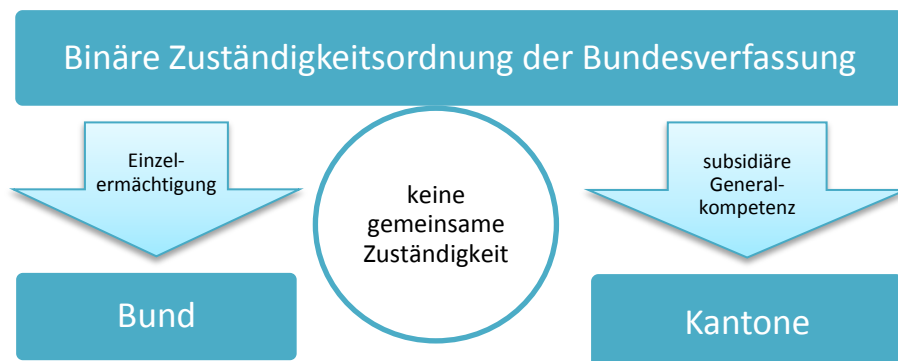 Binäre Zuständigkeitsordnung der Bundesverfassung
Einzel-
ermächtigung
keine
gemeinsame
Zuständigkeit
subsidiäre
General-
kompetenz
Bund
Kantone